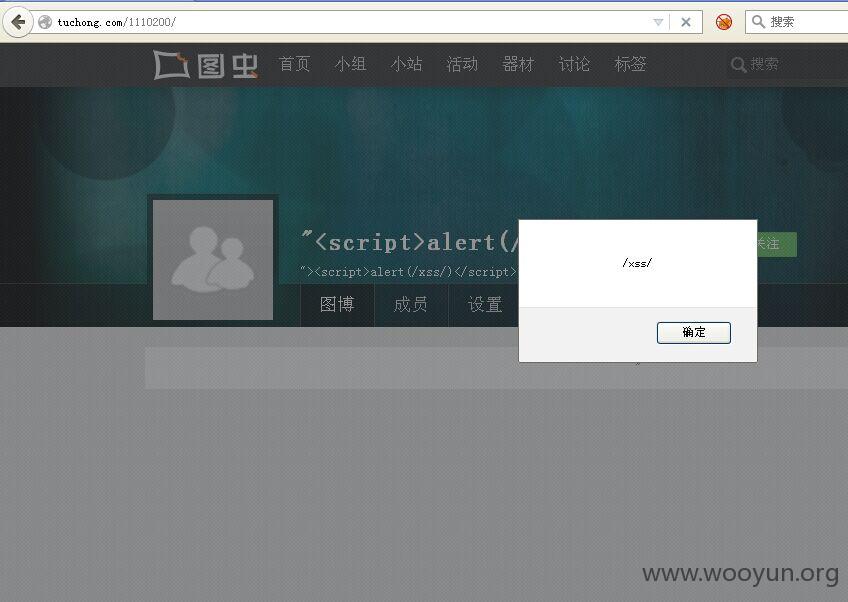 tuchong.com/1110200/
搜索
图虫
首页 小组 小站 活动 器材 讨论 标签
搜索
"<script>alert(/
"><script>alert(/xss/)</script>
关注
/xss/
图博 成员 设置
确定
"
www.wooyun.org